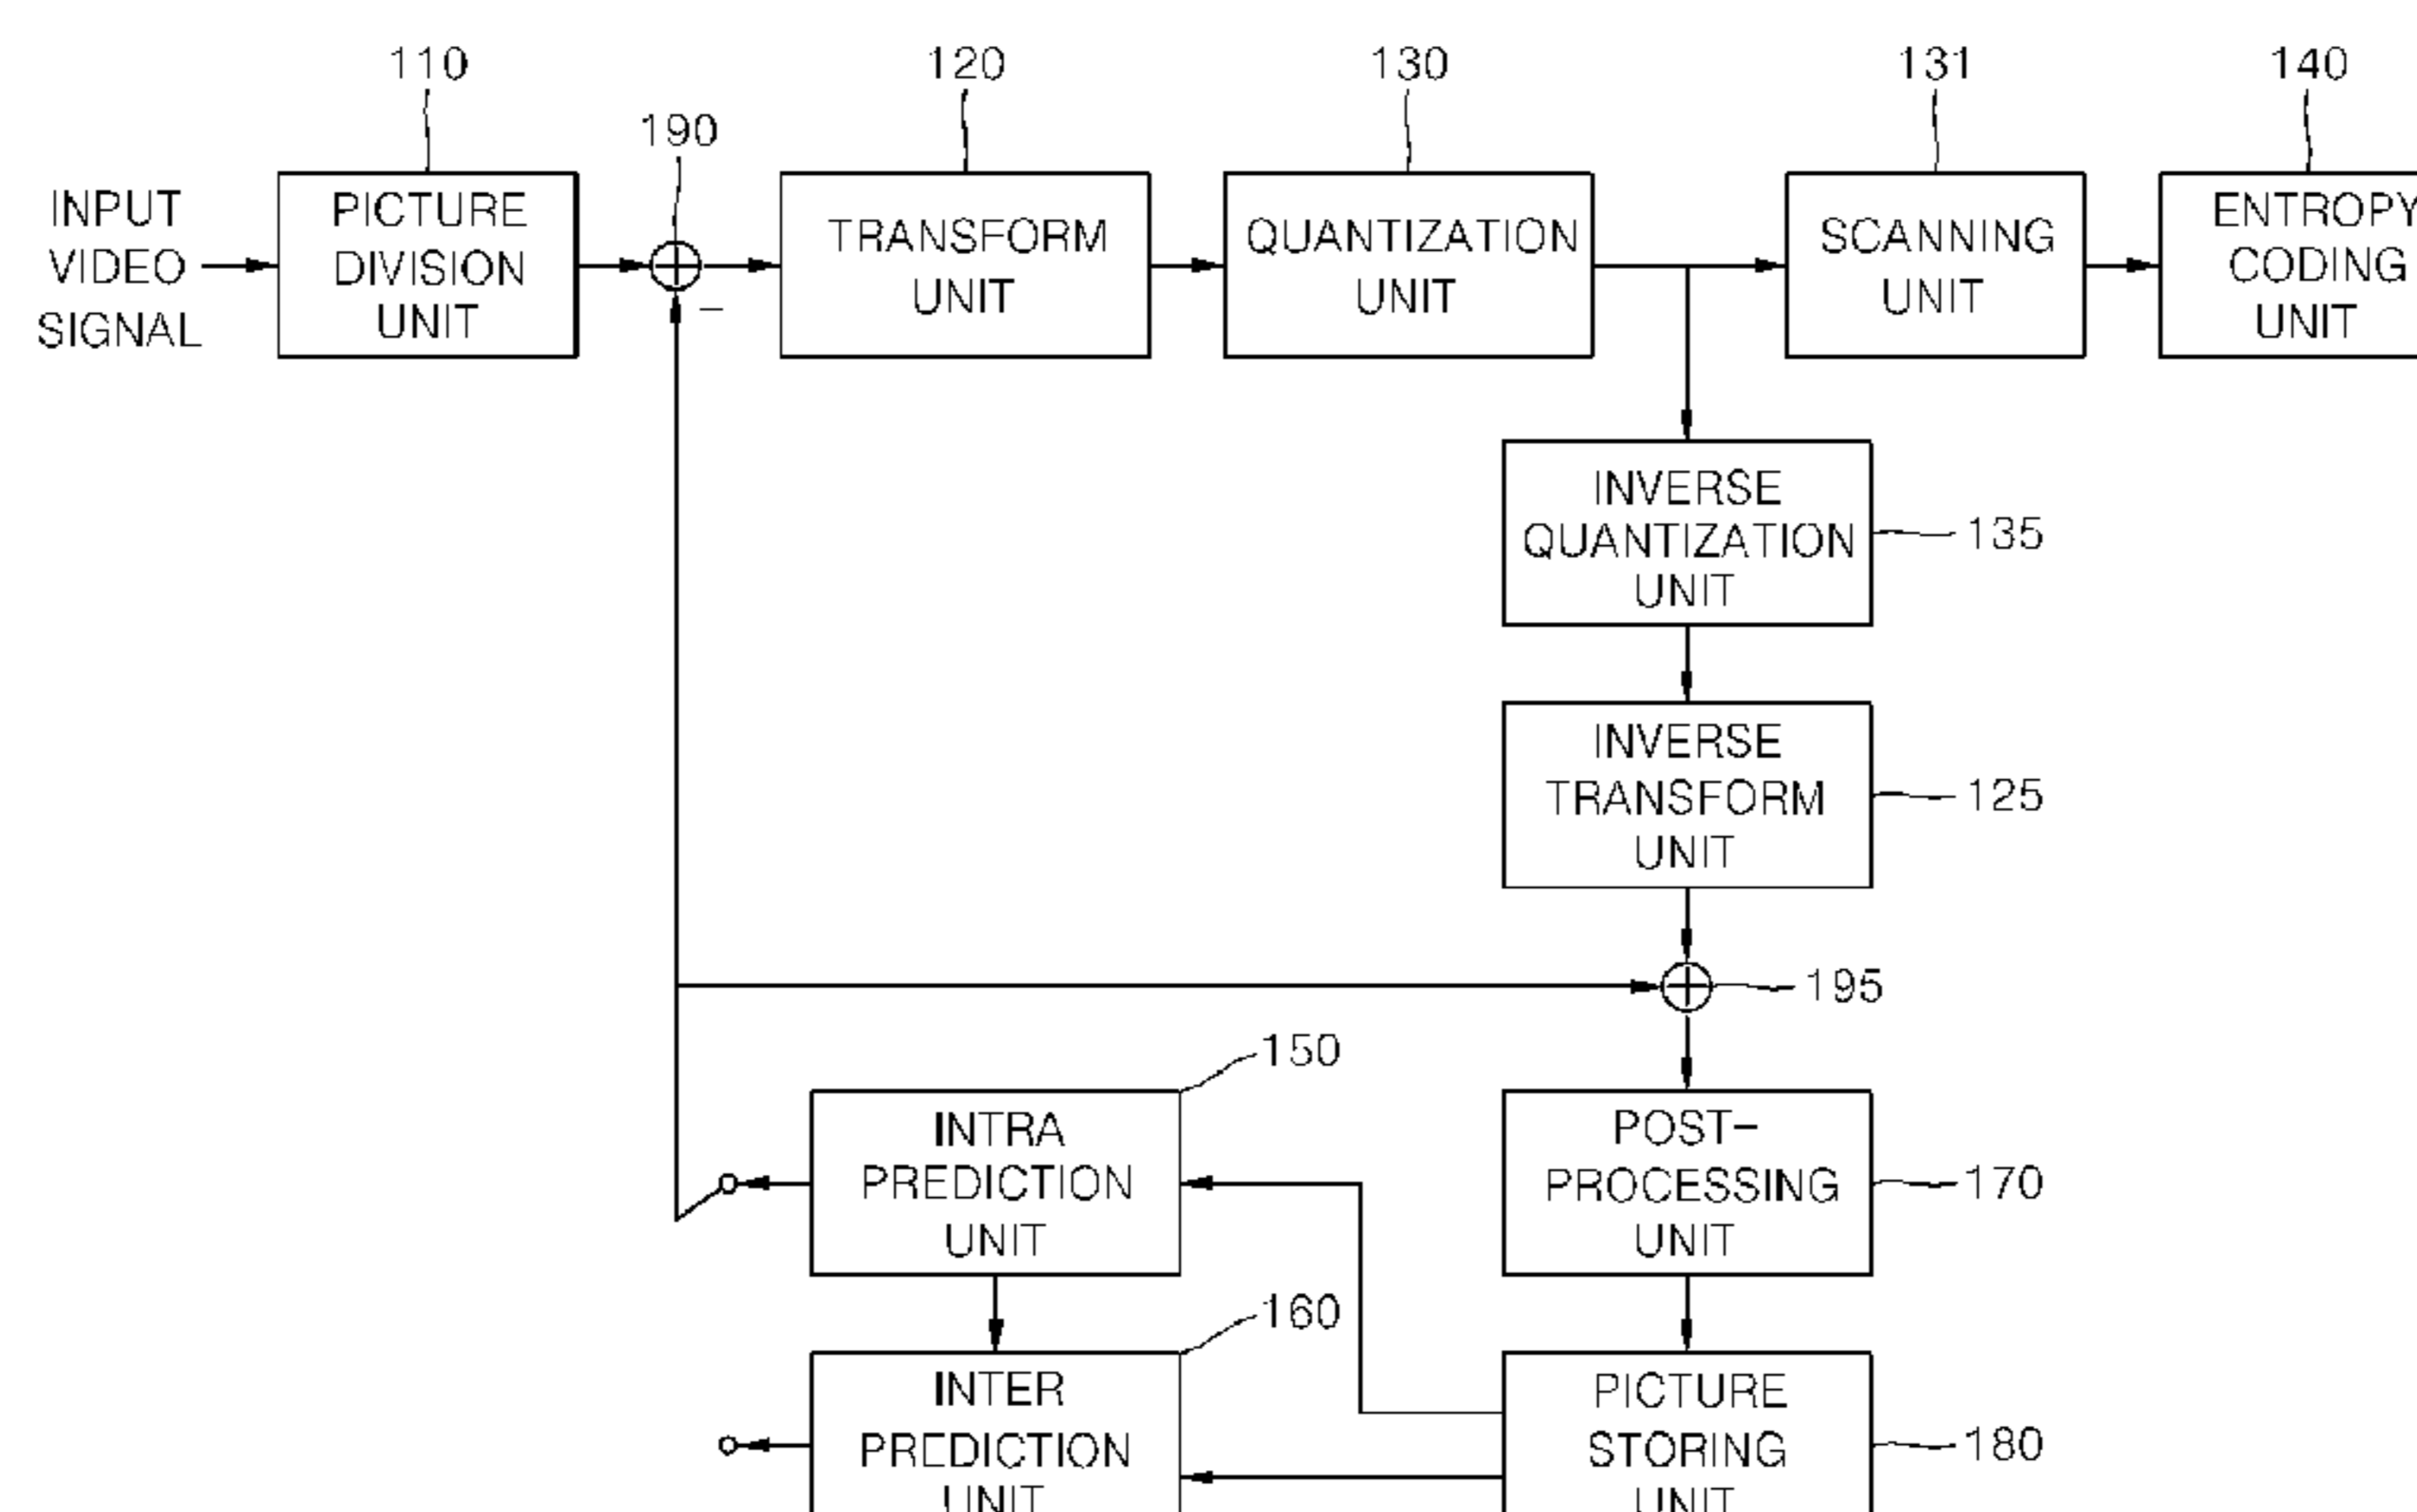 110
120
130
131
140
190
INPUT
VIDEO
SIGNAL
PICTURE
DIVISION
UNIT
TRANSFORM
UNIT
QUANTIZATION
UNIT
SCANNING
UNIT
ENTROPY
CODING
UNIT
–
INVERSE
QUANTIZATION
UNIT
135
INVERSE
TRANSFORM
UNIT
125
195
150
INTRA
PREDICTION
UNIT
POST–
PROCESSING
UNIT
170
160
INTER
PREDICTION
UNIT
PICTURE
STORING
UNIT
180